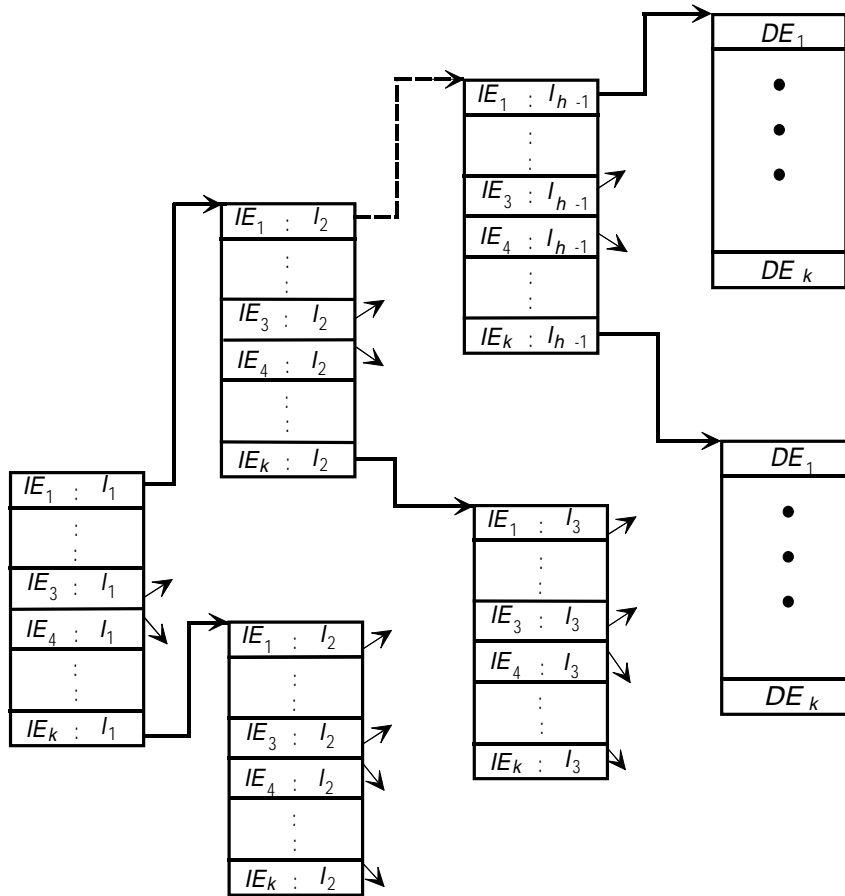 DE₁
IE₁ : Iₕ₋₁
:
:
IE₃ : Iₕ₋₁
IE₄ : Iₕ₋₁
:
:
IEₖ : Iₕ₋₁
DEₖ
IE₁ : I₂
:
:
IE₃ : I₂
IE₄ : I₂
:
:
IEₖ : I₂
DE₁
DEₖ
IE₁ : I₁
:
:
IE₃ : I₁
IE₄ : I₁
:
:
IEₖ : I₁
IE₁ : I₃
:
:
IE₃ : I₃
IE₄ : I₃
:
:
IEₖ : I₃
IE₁ : I₂
:
:
IE₃ : I₂
IE₄ : I₂
:
:
IEₖ : I₂